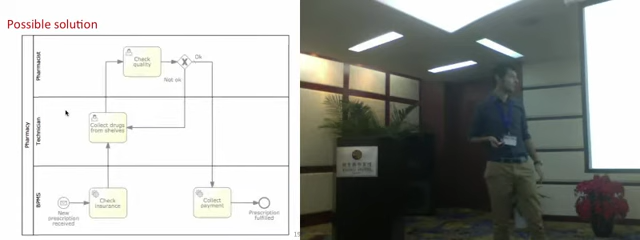 Possible solution
Pharmacy
Pharmacist
Check
quality
Ok
Not ok
Technician
Collect drugs
from shelves
BPMS
New
prescription
received
Check
insurance
Collect
payment
Prescription
fulfilled